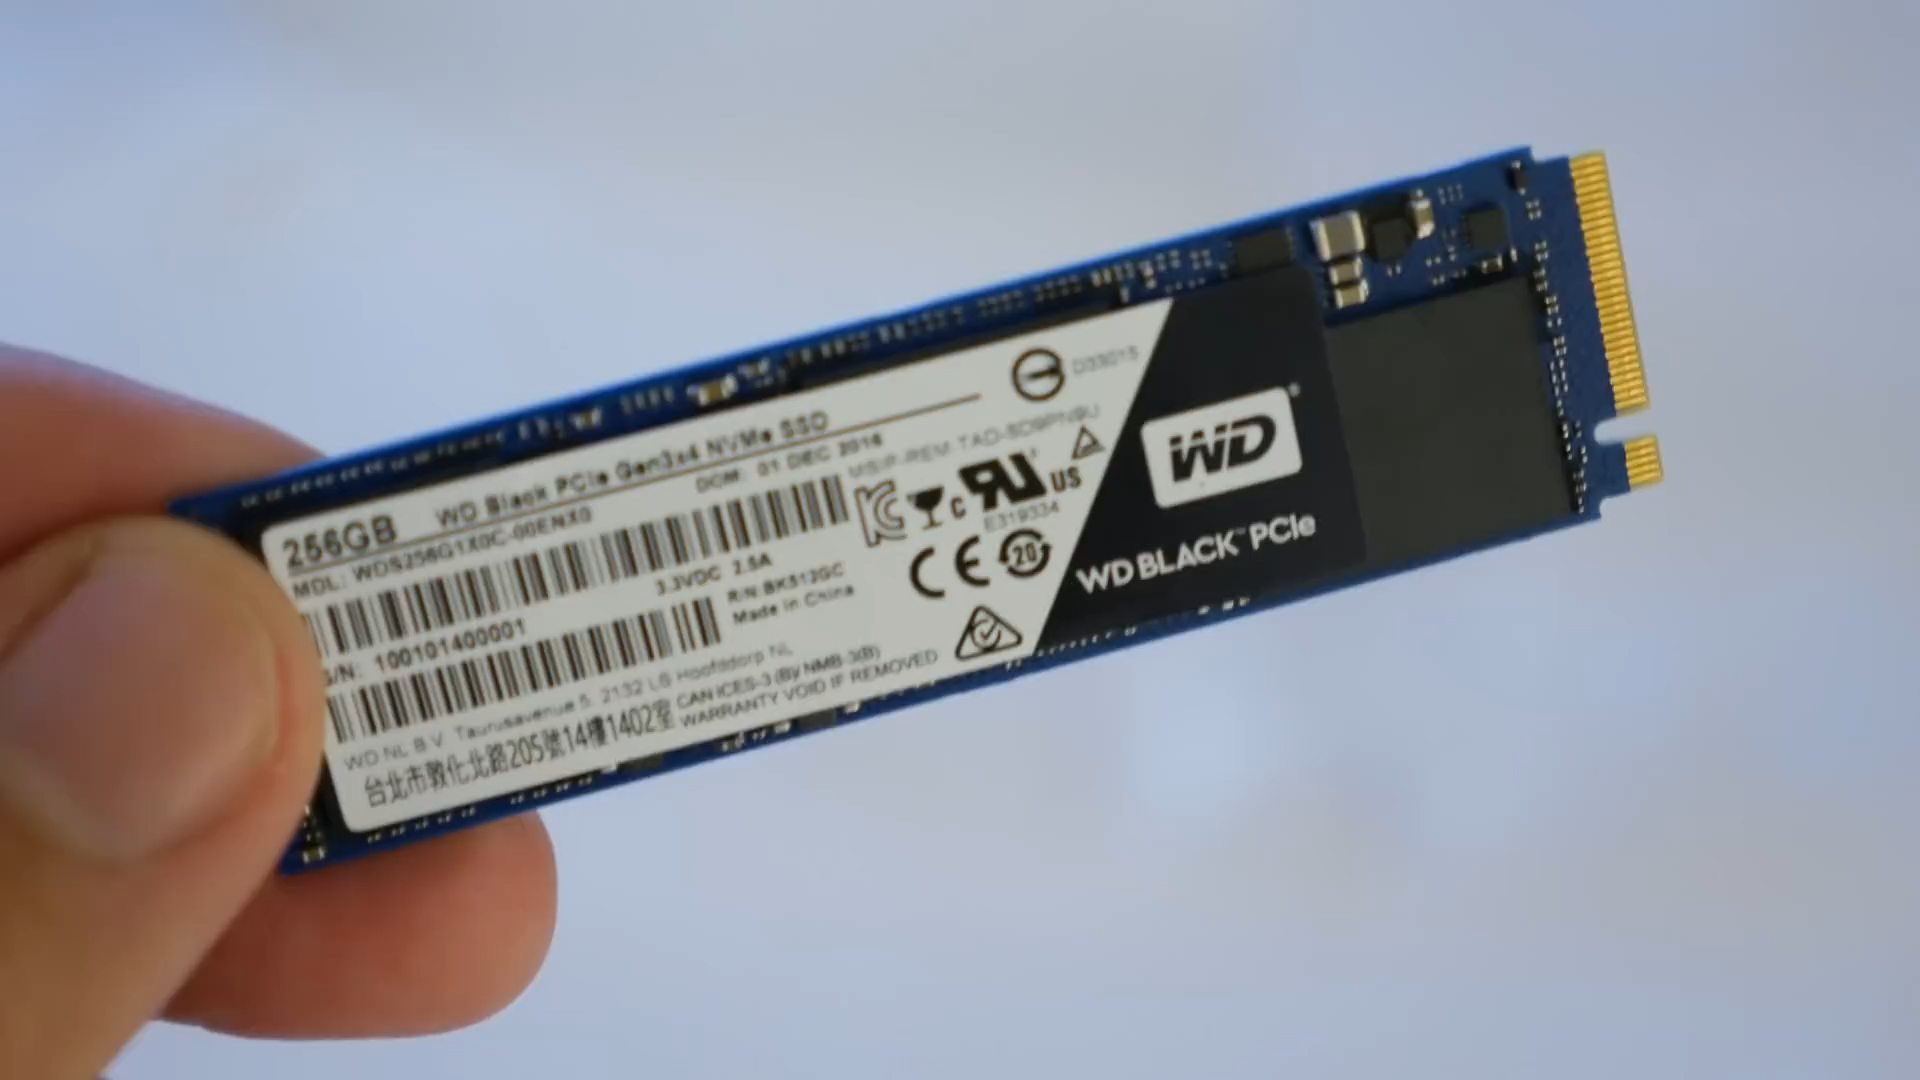 256GB WD Black PCIe Gen3x4 NVMe SSD
MDL: WDS256G1X0C-00ENX0 DOM: 01 DEC 2016
3.3VDC 2.5A
S/N: 100101400001
R/N:BK512GC
Made in China
WD NL B V Taurusavenue 5, 2132 LS Hoofddorp NL
台北市敦化北路205號14樓1402室
CAN ICES-3 (B)/ NMB-3(B)
WARRANTY VOID IF REMOVED
D33015
c RU US
E319334
CE
20
WD®
WD BLACK™ PCIe